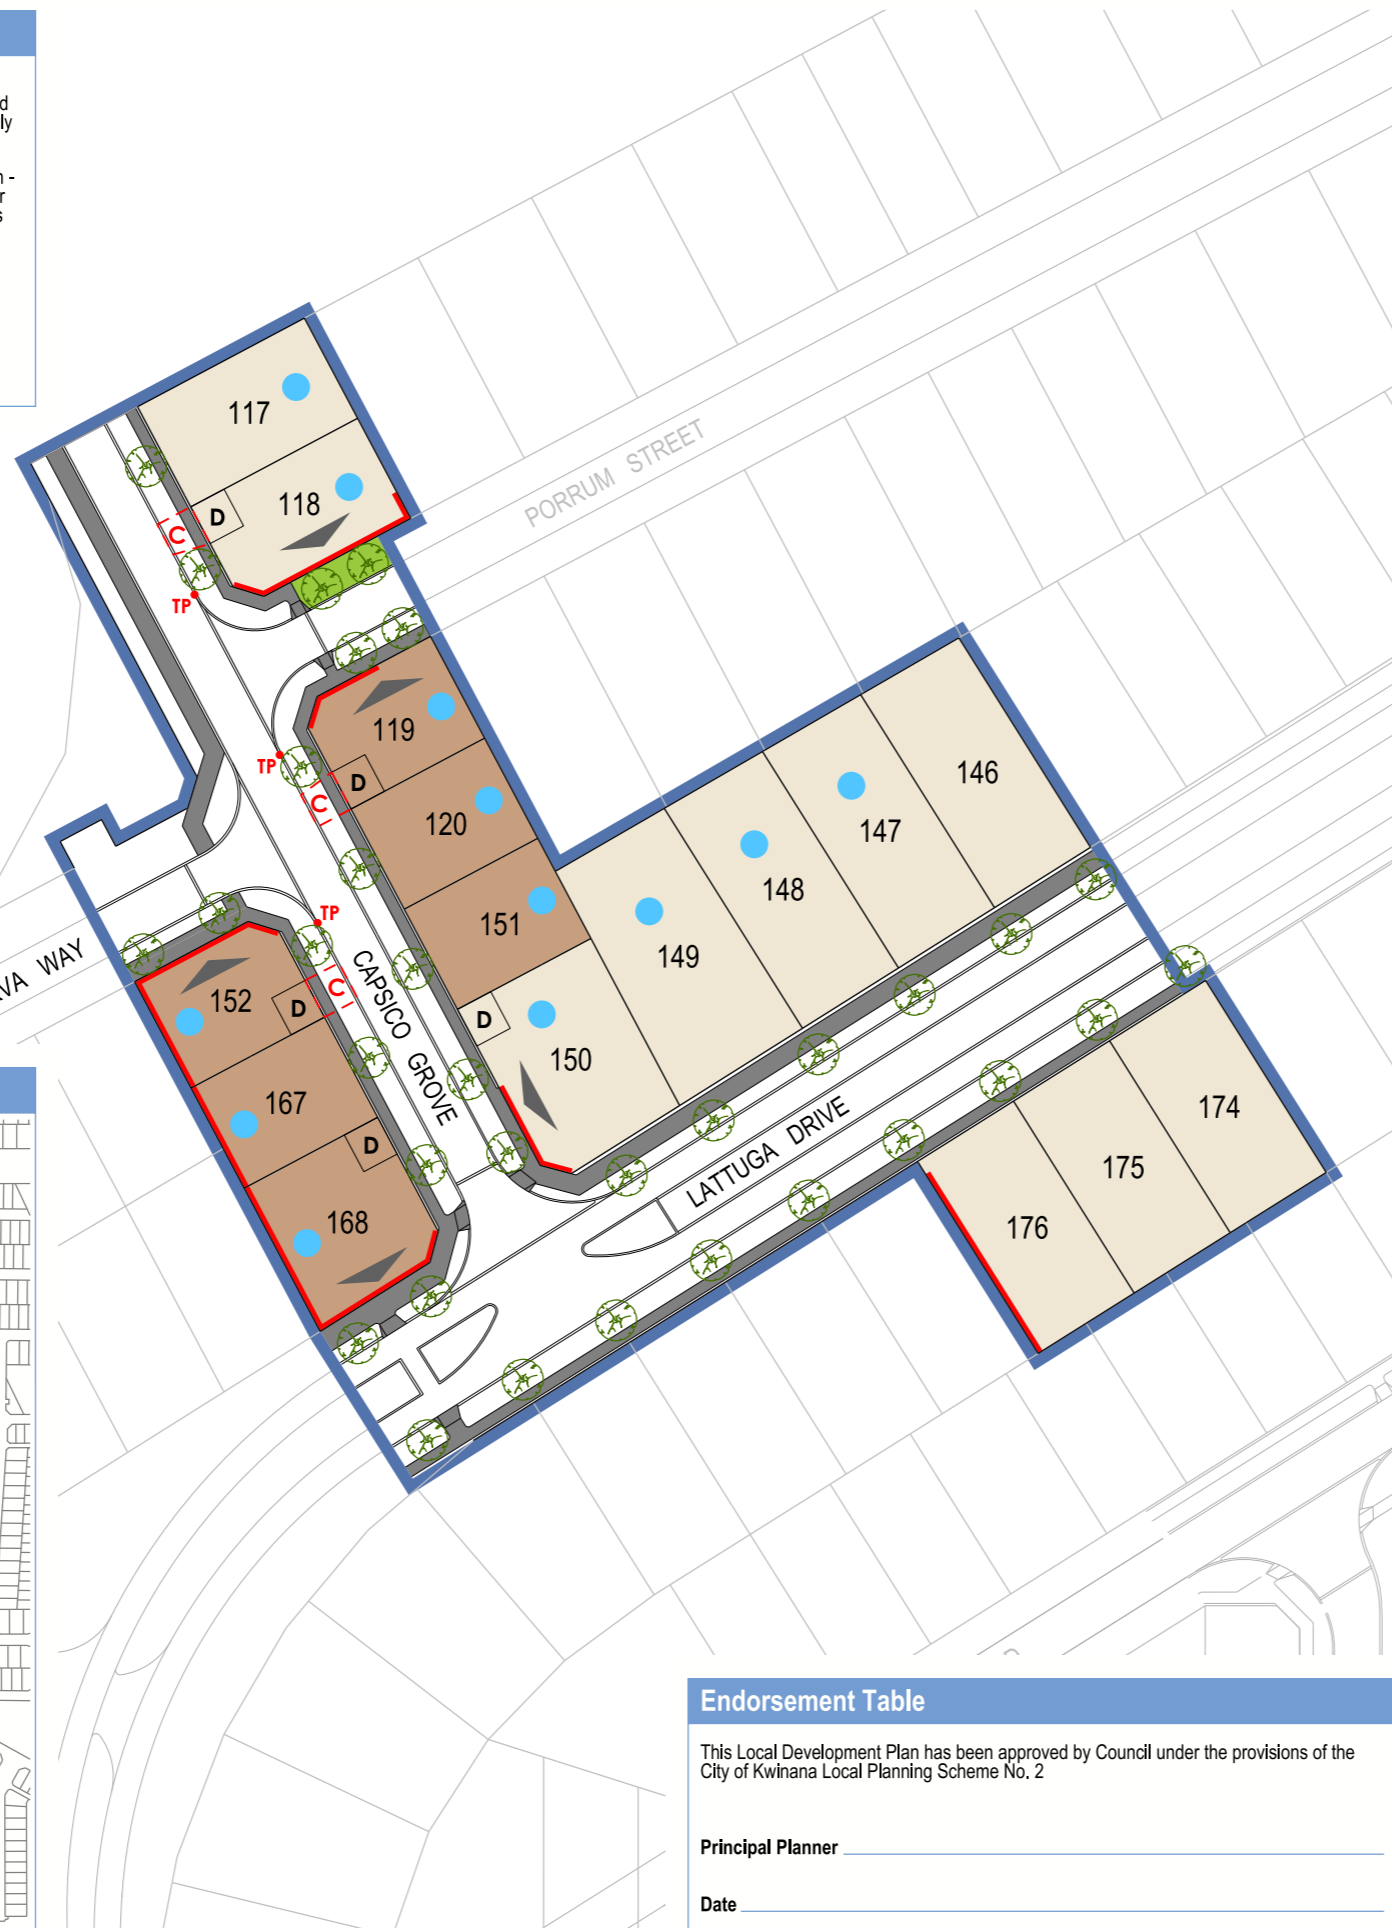 d
ly
n -
r
s
117
118
D
C
TP
PORRUM STREET
119
TP
D
C
120
146
147
148
151
149
TP
VA WAY
CAPSICO GROVE
152
D
C
D
150
167
D
168
LATTUGA DRIVE
174
175
176
Endorsement Table
This Local Development Plan has been approved by Council under the provisions of the
City of Kwinana Local Planning Scheme No. 2
Principal Planner
Date